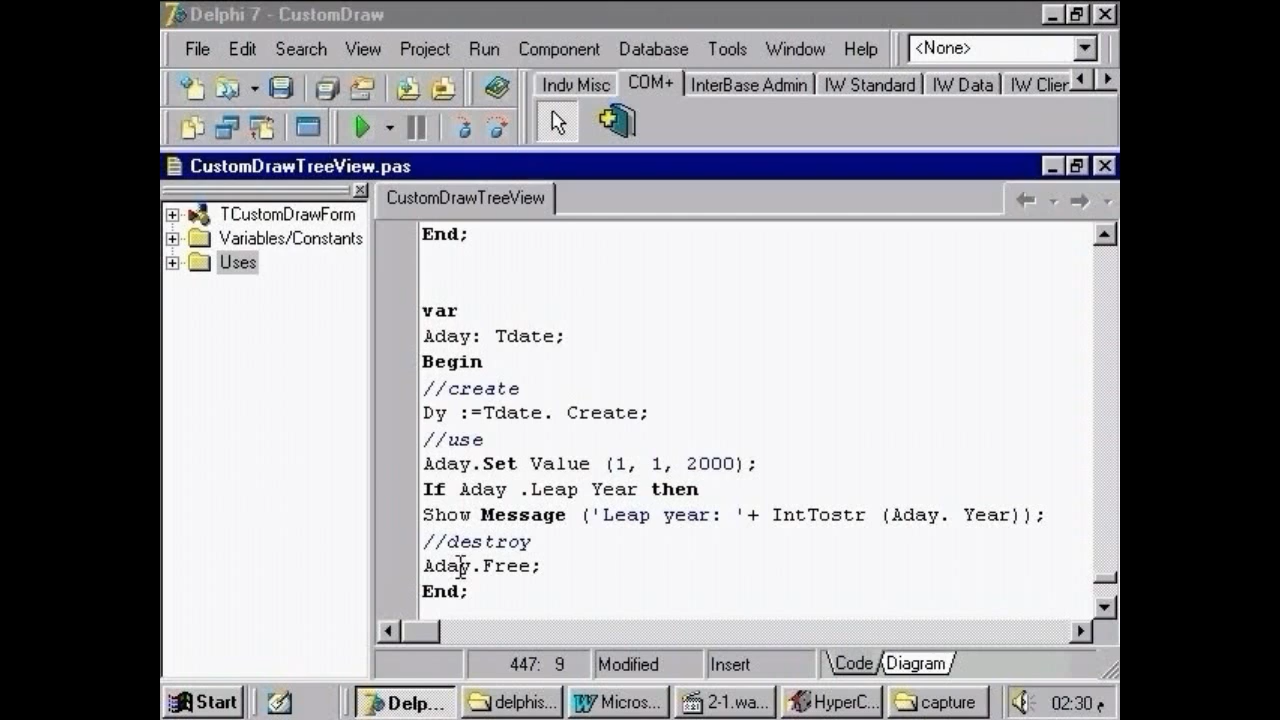 Delphi 7 - CustomDraw
File Edit Search View Project Run Component Database Tools Window Help <None>
Indy Misc COM+ InterBase Admin IW Standard IW Data IW Clier
CustomDrawTreeView.pas
CustomDrawTreeView
TCustomDrawForm
Variables/Constants
Uses
End;
var
Aday: Tdate;
Begin
//create
Dy :=Tdate. Create;
//use
Aday.Set Value (1, 1, 2000);
If Aday .Leap Year then
Show Message ('Leap year: '+ IntTostr (Aday. Year));
//destroy
Aday.Free;
End;
447: 9 Modified Insert Code Diagram
Start Delp... delphis... Micros... 2-1.wa... HyperC... capture 02:30 م